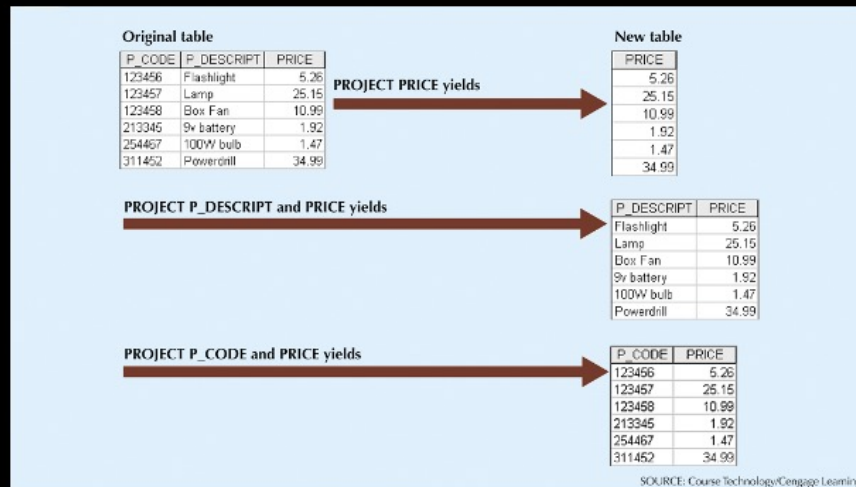 Original table
P_CODE P_DESCRIPT PRICE
123456 Flashlight 5.26
123457 Lamp 25.15
123458 Box Fan 10.99
213345 9v battery 1.92
254467 100W bulb 1.47
311452 Powerdrill 34.99
PROJECT PRICE yields
New table
PRICE
5.26
25.15
10.99
1.92
1.47
34.99
PROJECT P_DESCRIPT and PRICE yields
P_DESCRIPT PRICE
Flashlight 5.26
Lamp 25.15
Box Fan 10.99
9v battery 1.92
100W bulb 1.47
Powerdrill 34.99
PROJECT P_CODE and PRICE yields
P_CODE PRICE
123456 5.26
123457 25.15
123458 10.99
213345 1.92
254467 1.47
311452 34.99
SOURCE: Course Technology/Cengage Learnin